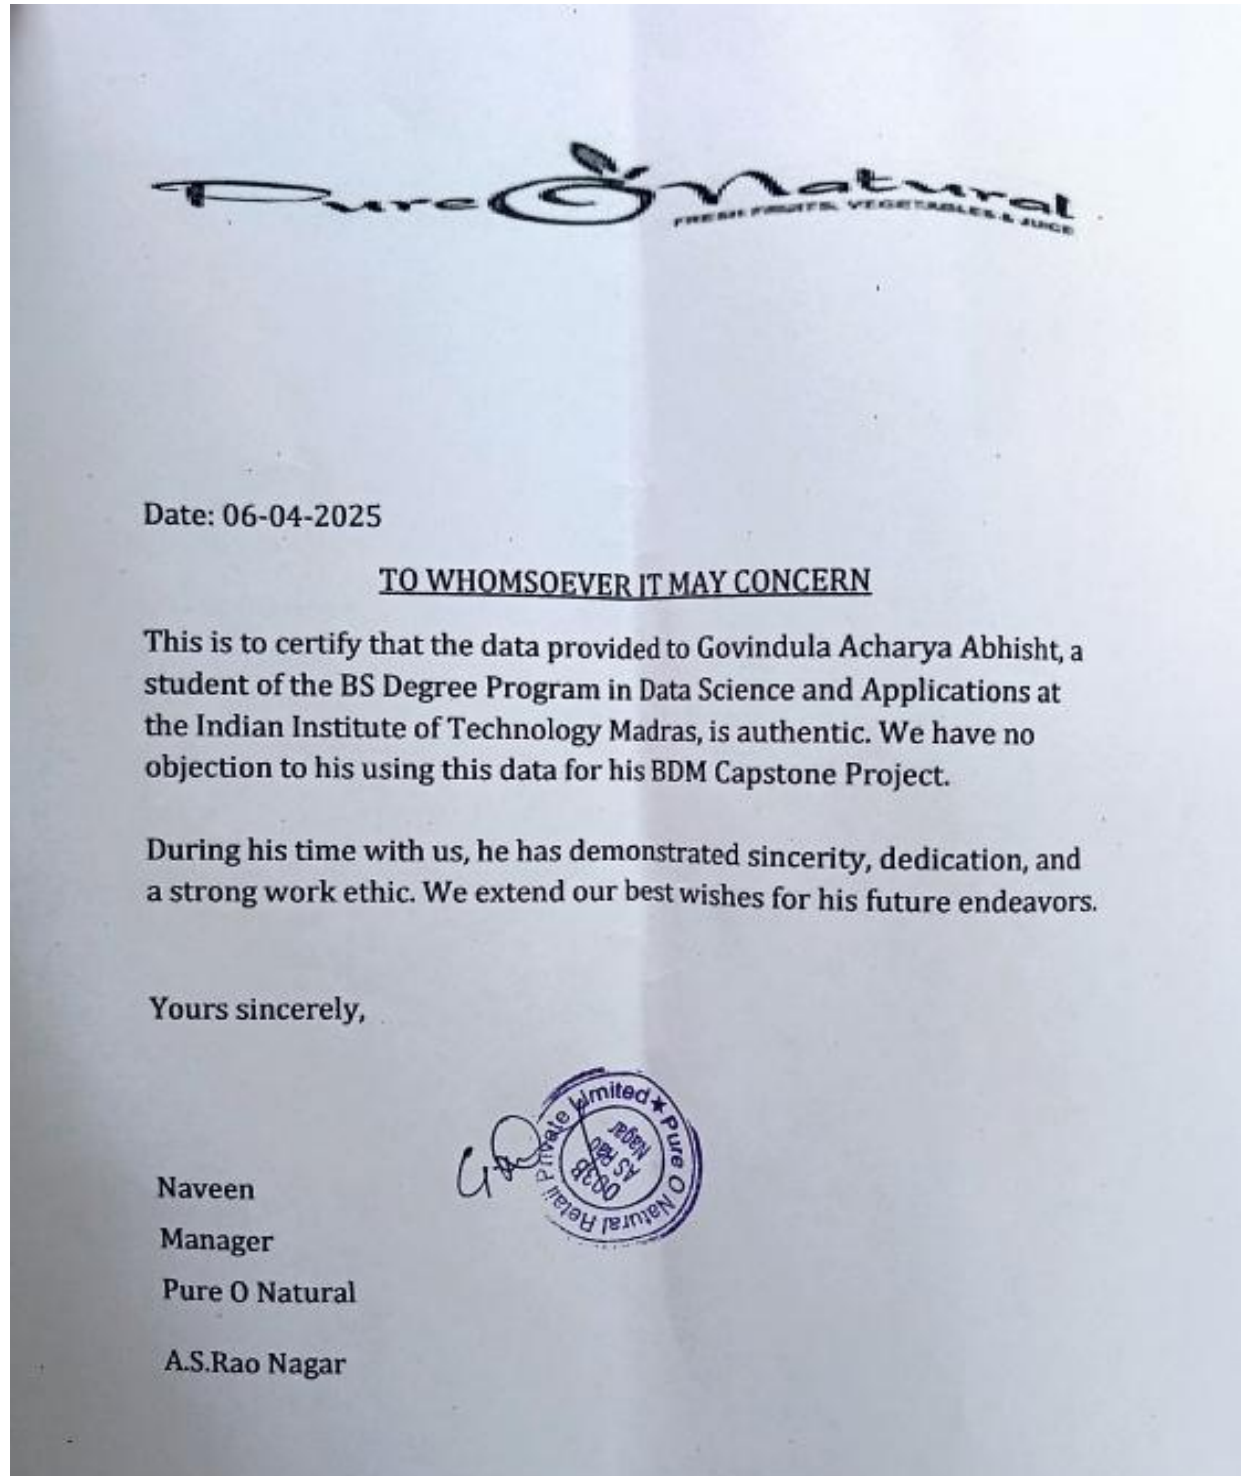 Pure O Natural
FRESH FRUITS, VEGETABLES & JUICE
Date: 06-04-2025
TO WHOMSOEVER IT MAY CONCERN
This is to certify that the data provided to Govindula Acharya Abhisht, a
student of the BS Degree Program in Data Science and Applications at
the Indian Institute of Technology Madras, is authentic. We have no
objection to his using this data for his BDM Capstone Project.
During his time with us, he has demonstrated sincerity, dedication, and
a strong work ethic. We extend our best wishes for his future endeavors.
Yours sincerely,
Pure O Natural Retail Private Limited ★
AS Rao
Nagar
Naveen
Manager
Pure O Natural
A.S.Rao Nagar